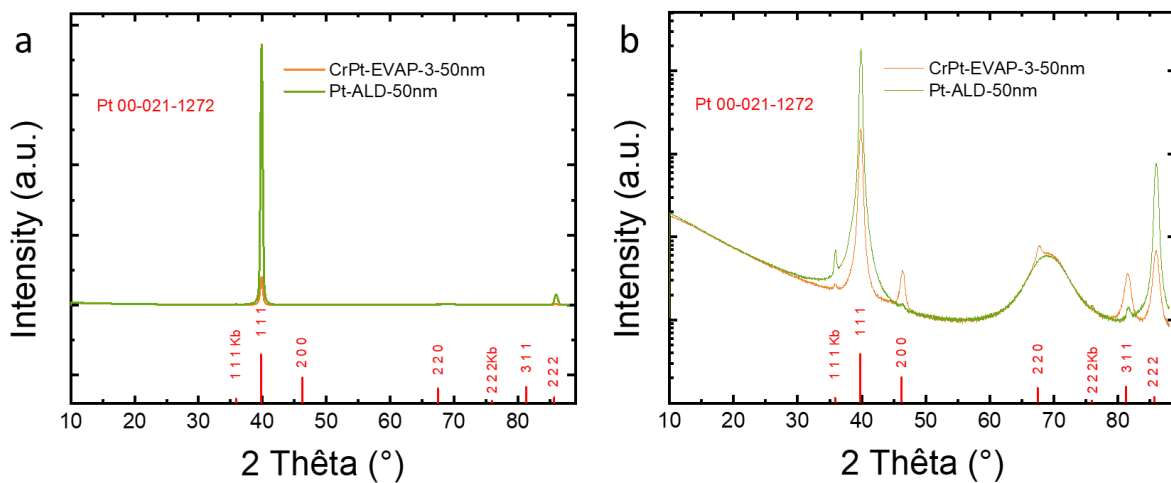 a
CrPt-EVAP-3-50nm
Pt-ALD-50nm
Pt 00-021-1272
Intensity (a.u.)
1 1 1 Kb
1 1 1
2 0 0
2 2 0
2 2 2Kb
3 1 1
2 2 2
10 20 30 40 50 60 70 80
2 Thêta (°)
b
CrPt-EVAP-3-50nm
Pt-ALD-50nm
Pt 00-021-1272
Intensity (a.u.)
1 1 1 Kb
1 1 1
2 0 0
2 2 0
2 2 2Kb
3 1 1
2 2 2
10 20 30 40 50 60 70 80
2 Thêta (°)